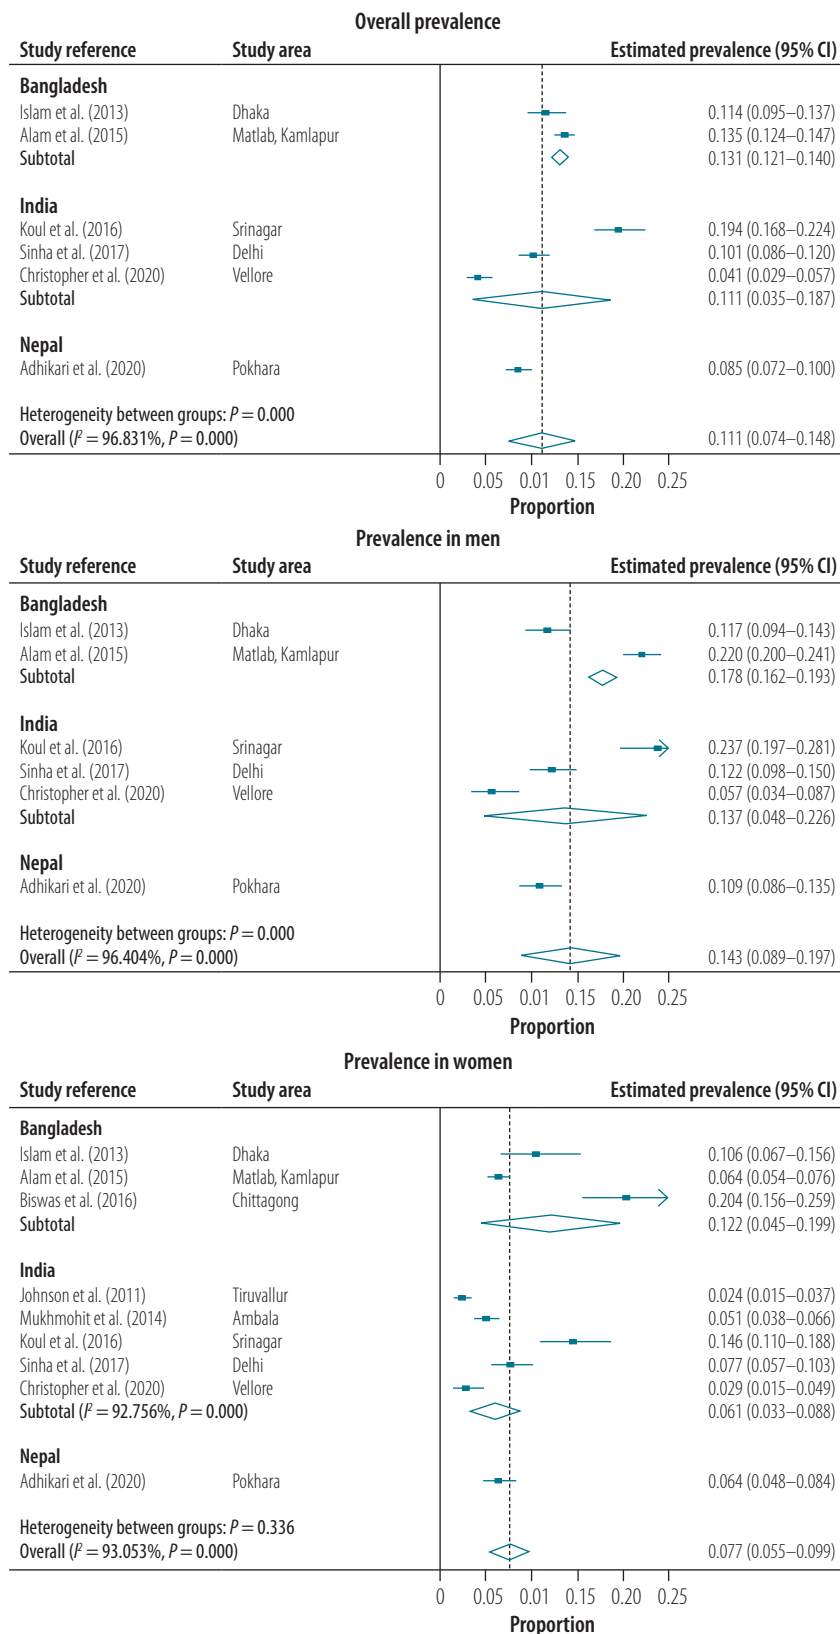 Overall prevalence
Study reference Study area Estimated prevalence (95% CI)
Bangladesh
Islam et al. (2013) Dhaka 0.114 (0.095–0.137)
Alam et al. (2015) Matlab, Kamlapur 0.135 (0.124–0.147)
Subtotal 0.131 (0.121–0.140)
India
Koul et al. (2016) Srinagar 0.194 (0.168–0.224)
Sinha et al. (2017) Delhi 0.101 (0.086–0.120)
Christopher et al. (2020) Vellore 0.041 (0.029–0.057)
Subtotal 0.111 (0.035–0.187)
Nepal
Adhikari et al. (2020) Pokhara 0.085 (0.072–0.100)
Heterogeneity between groups: P = 0.000
Overall (I² = 96.831%, P = 0.000) 0.111 (0.074–0.148)
0 0.05 0.01 0.15 0.20 0.25
Proportion
Prevalence in men
Study reference Study area Estimated prevalence (95% CI)
Bangladesh
Islam et al. (2013) Dhaka 0.117 (0.094–0.143)
Alam et al. (2015) Matlab, Kamlapur 0.220 (0.200–0.241)
Subtotal 0.178 (0.162–0.193)
India
Koul et al. (2016) Srinagar 0.237 (0.197–0.281)
Sinha et al. (2017) Delhi 0.122 (0.098–0.150)
Christopher et al. (2020) Vellore 0.057 (0.034–0.087)
Subtotal 0.137 (0.048–0.226)
Nepal
Adhikari et al. (2020) Pokhara 0.109 (0.086–0.135)
Heterogeneity between groups: P = 0.000
Overall (I² = 96.404%, P = 0.000) 0.143 (0.089–0.197)
0 0.05 0.01 0.15 0.20 0.25
Proportion
Prevalence in women
Study reference Study area Estimated prevalence (95% CI)
Bangladesh
Islam et al. (2013) Dhaka 0.106 (0.067–0.156)
Alam et al. (2015) Matlab, Kamlapur 0.064 (0.054–0.076)
Biswas et al. (2016) Chittagong 0.204 (0.156–0.259)
Subtotal 0.122 (0.045–0.199)
India
Johnson et al. (2011) Tiruvallur 0.024 (0.015–0.037)
Mukhmohit et al. (2014) Ambala 0.051 (0.038–0.066)
Koul et al. (2016) Srinagar 0.146 (0.110–0.188)
Sinha et al. (2017) Delhi 0.077 (0.057–0.103)
Christopher et al. (2020) Vellore 0.029 (0.015–0.049)
Subtotal (I² = 92.756%, P = 0.000) 0.061 (0.033–0.088)
Nepal
Adhikari et al. (2020) Pokhara 0.064 (0.048–0.084)
Heterogeneity between groups: P = 0.336
Overall (I² = 93.053%, P = 0.000) 0.077 (0.055–0.099)
0 0.05 0.01 0.15 0.20 0.25
Proportion